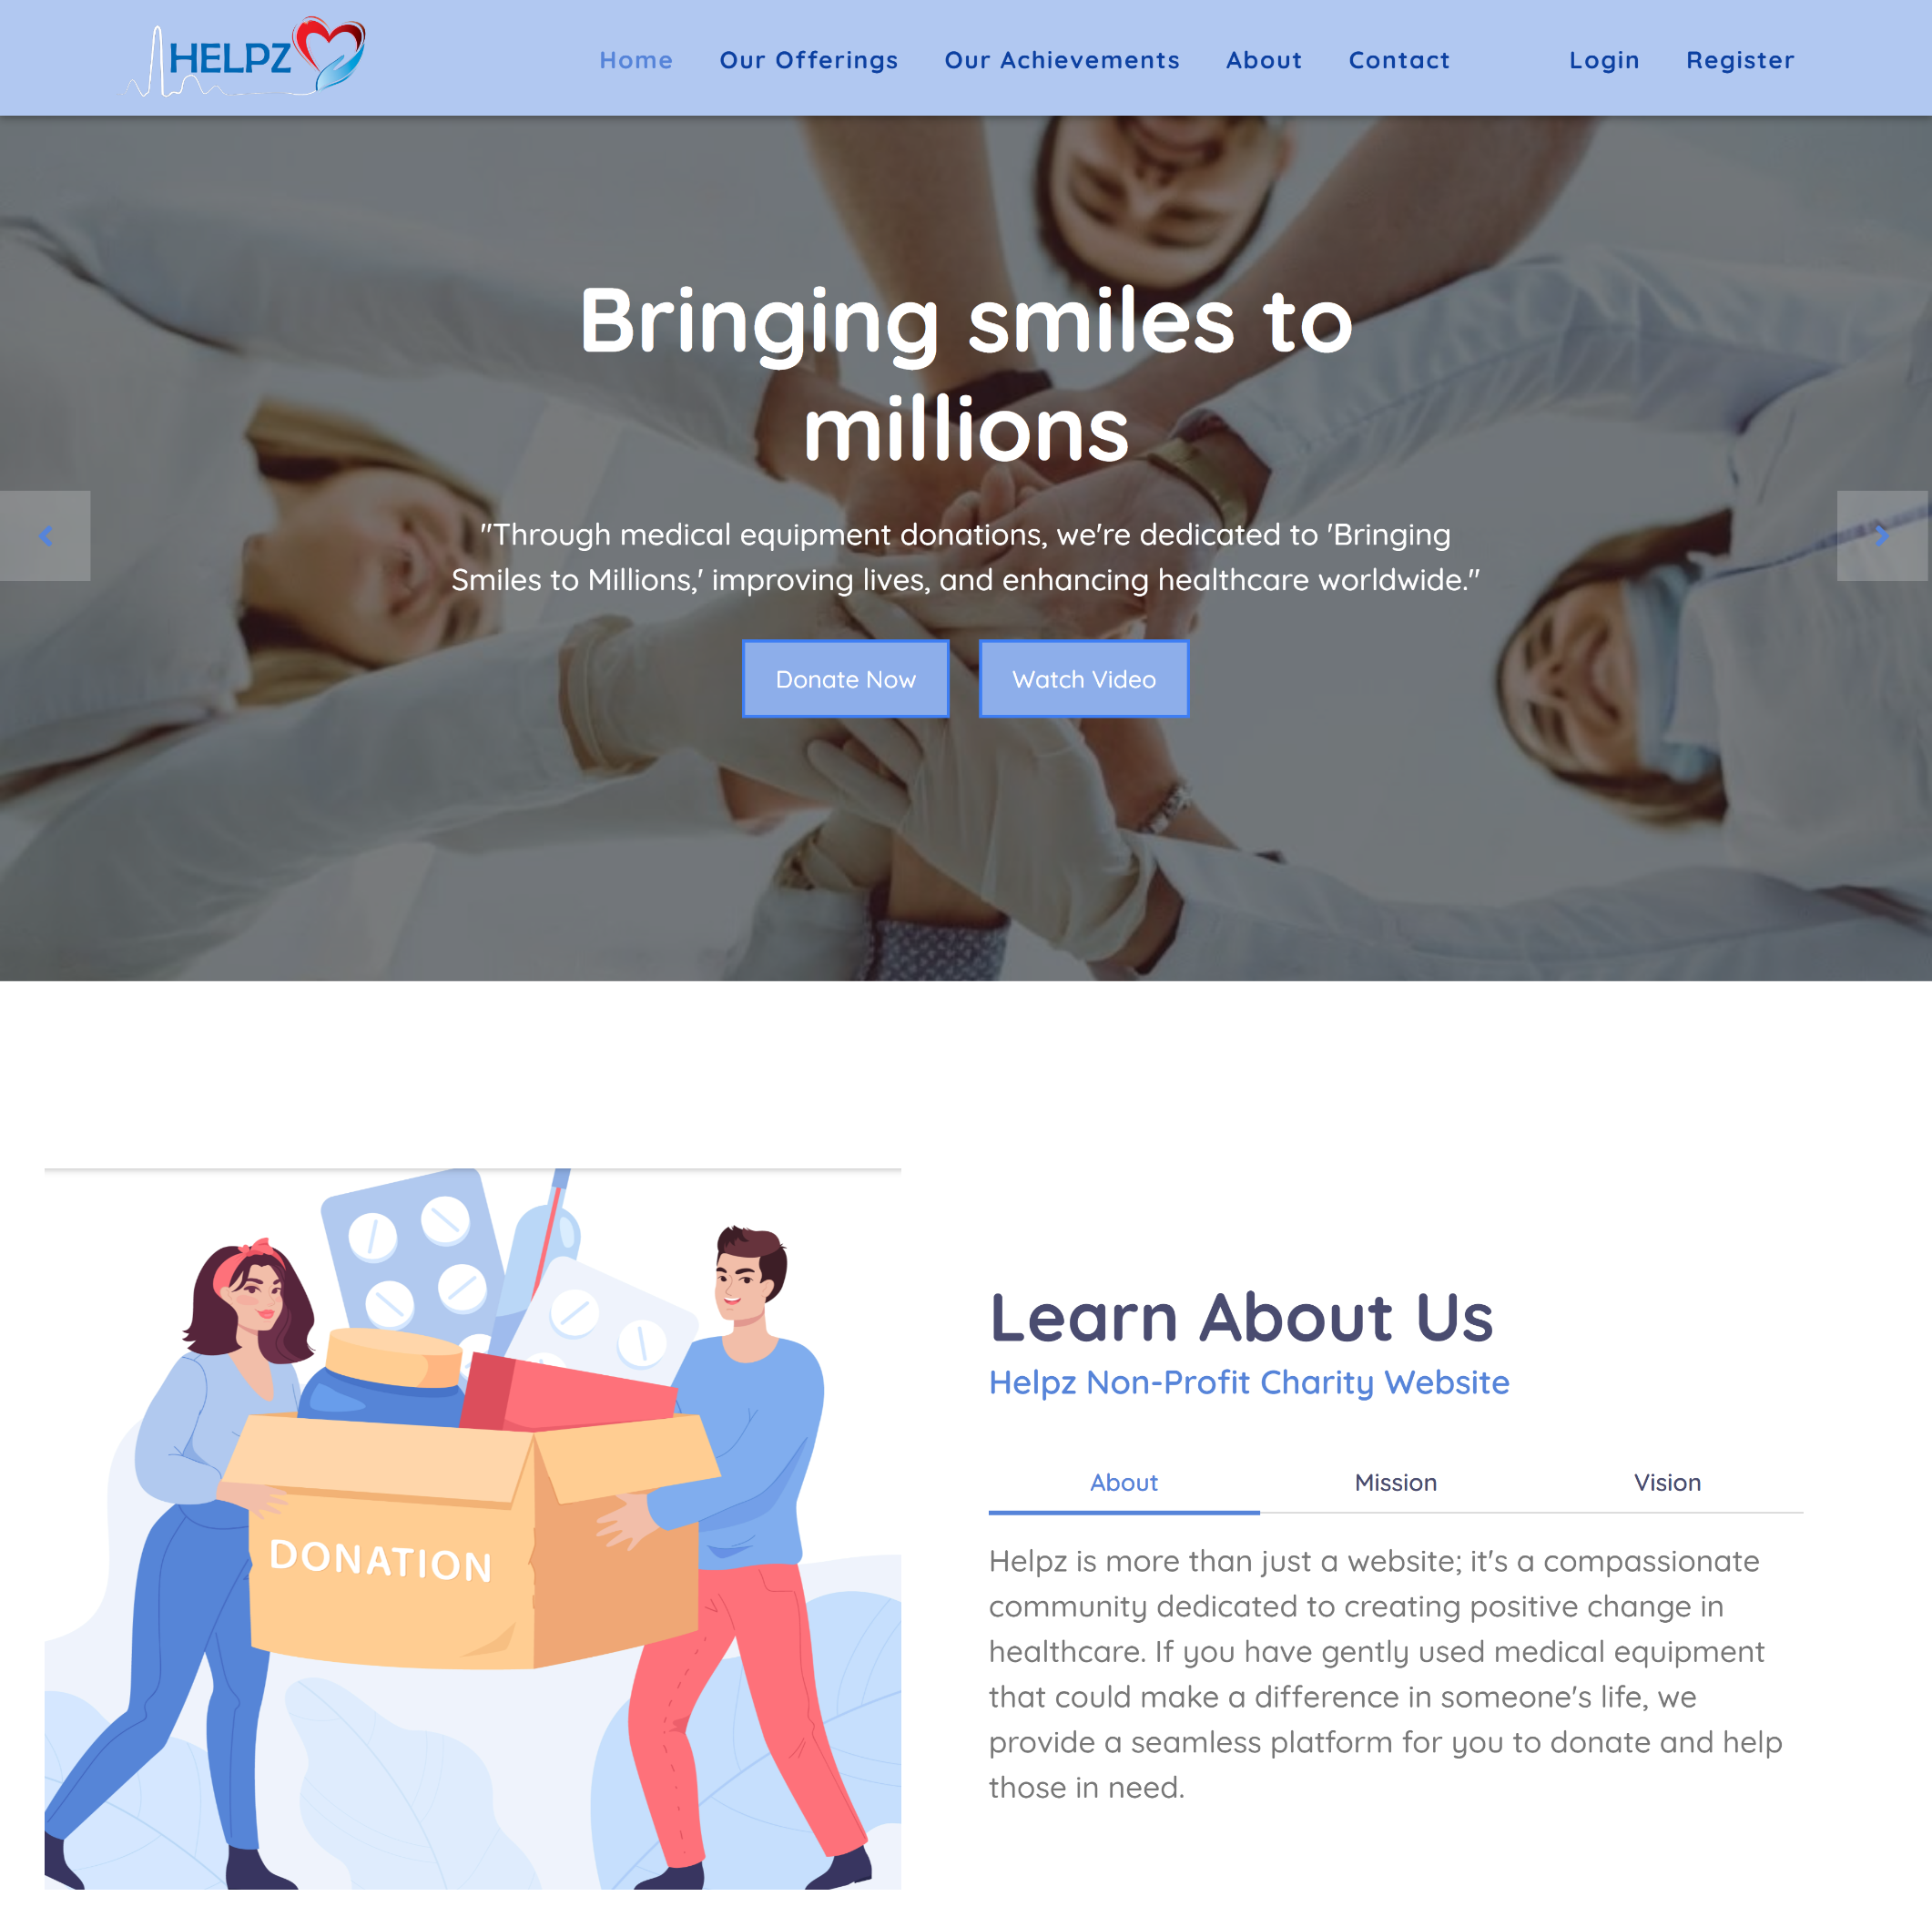 HELPZ
Home Our Offerings Our Achievements About Contact Login Register
Bringing smiles to
millions
"Through medical equipment donations, we're dedicated to 'Bringing
Smiles to Millions,' improving lives, and enhancing healthcare worldwide."
Donate Now Watch Video
DONATION
Learn About Us
Helpz Non-Profit Charity Website
About Mission Vision
Helpz is more than just a website; it's a compassionate
community dedicated to creating positive change in
healthcare. If you have gently used medical equipment
that could make a difference in someone's life, we
provide a seamless platform for you to donate and help
those in need.